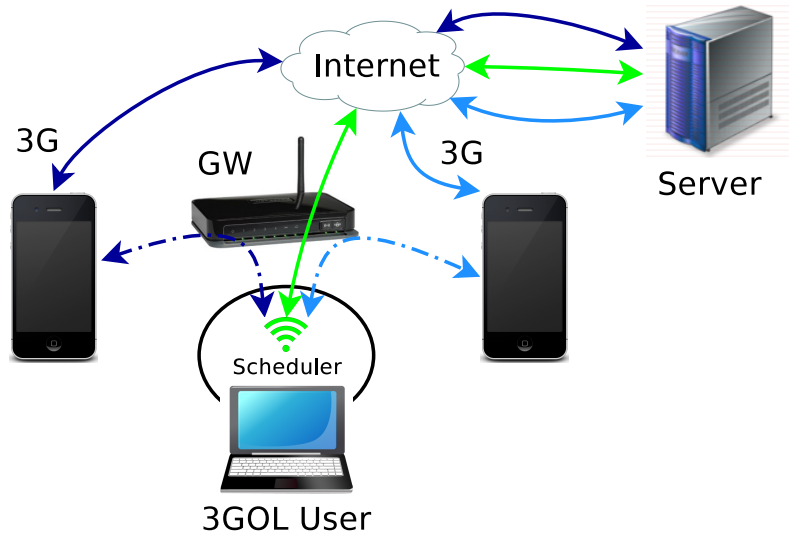 Internet
3G
GW
3G
Server
Scheduler
3GOL User